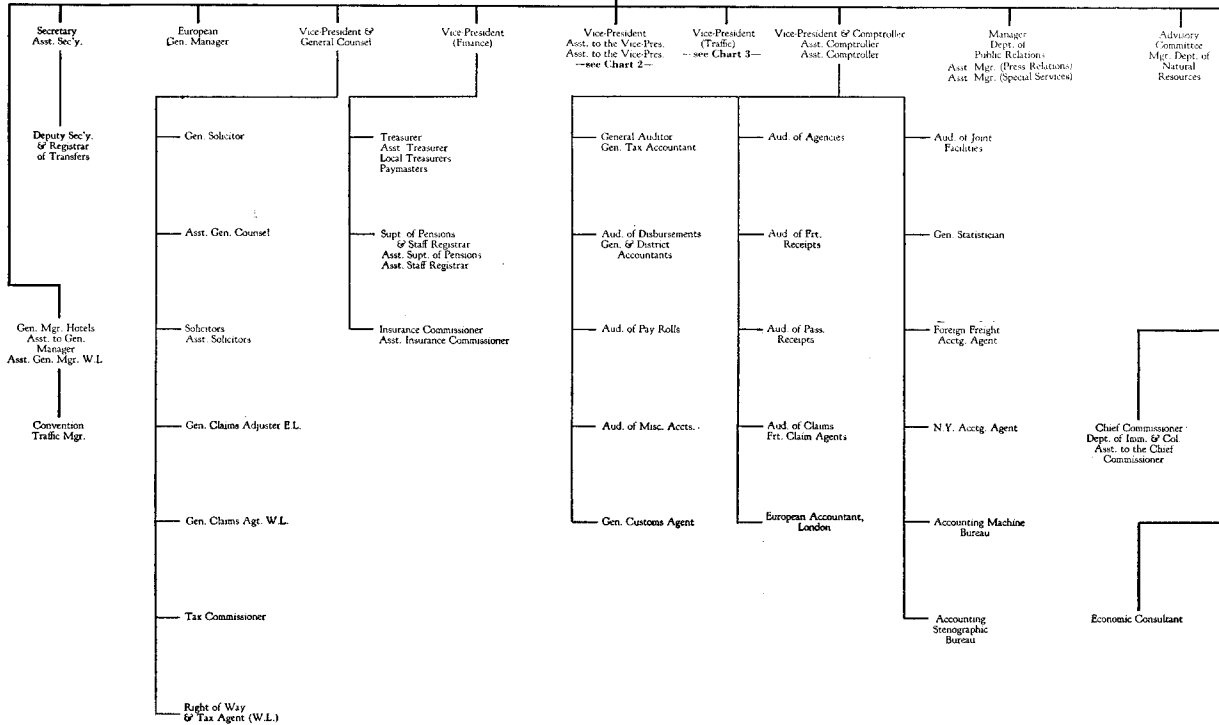 Secretary
Asst. Sec'y.
European
Gen. Manager
Vice-President &
General Counsel
Vice-President
(Finance)
Vice-President
Asst. to the Vice-Pres.
Asst. to the Vice-Pres.
—see Chart 2—
Vice-President
(Traffic)
—see Chart 3—
Vice-President & Comptroller
Asst. Comptroller
Asst. Comptroller
Manager
Dept. of
Public Relations
Asst. Mgr. (Press Relations)
Asst. Mgr. (Special Services)
Advisory
Committee
Mgr. Dept. of
Natural
Resources
Deputy Sec'y.
& Registrar
of Transfers
Gen. Solicitor
Treasurer
Asst. Treasurer
Local Treasurers
Paymasters
General Auditor
Gen. Tax Accountant
Aud. of Agencies
Aud. of Joint
Facilities
Asst. Gen. Counsel
Supt. of Pensions
& Staff Registrar
Asst. Supt. of Pensions
Asst. Staff Registrar
Aud. of Disbursements
Gen. & District
Accountants
Aud. of Frt.
Receipts
Gen. Statistician
Gen. Mgr. Hotels
Asst. to Gen.
Manager
Asst. Gen. Mgr. W.L
Solicitors
Asst. Solicitors
Insurance Commissioner
Asst. Insurance Commissioner
Aud. of Pay Rolls
Aud. of Pass.
Receipts
Foreign Freight
Acctg. Agent
Convention
Traffic Mgr.
Gen. Claims Adjuster E.L.
Aud. of Misc. Accts.
Aud. of Claims
Frt. Claim Agents
N.Y. Acctg. Agent
Chief Commissioner
Dept. of Imm. & Col.
Asst. to the Chief
Commissioner
Gen. Claims Agt. W.L.
Gen. Customs Agent
European Accountant,
London
Accounting Machine
Bureau
Tax Commissioner
Accounting
Stenographic
Bureau
Economic Consultant
Right of Way
& Tax Agent (W.L.)